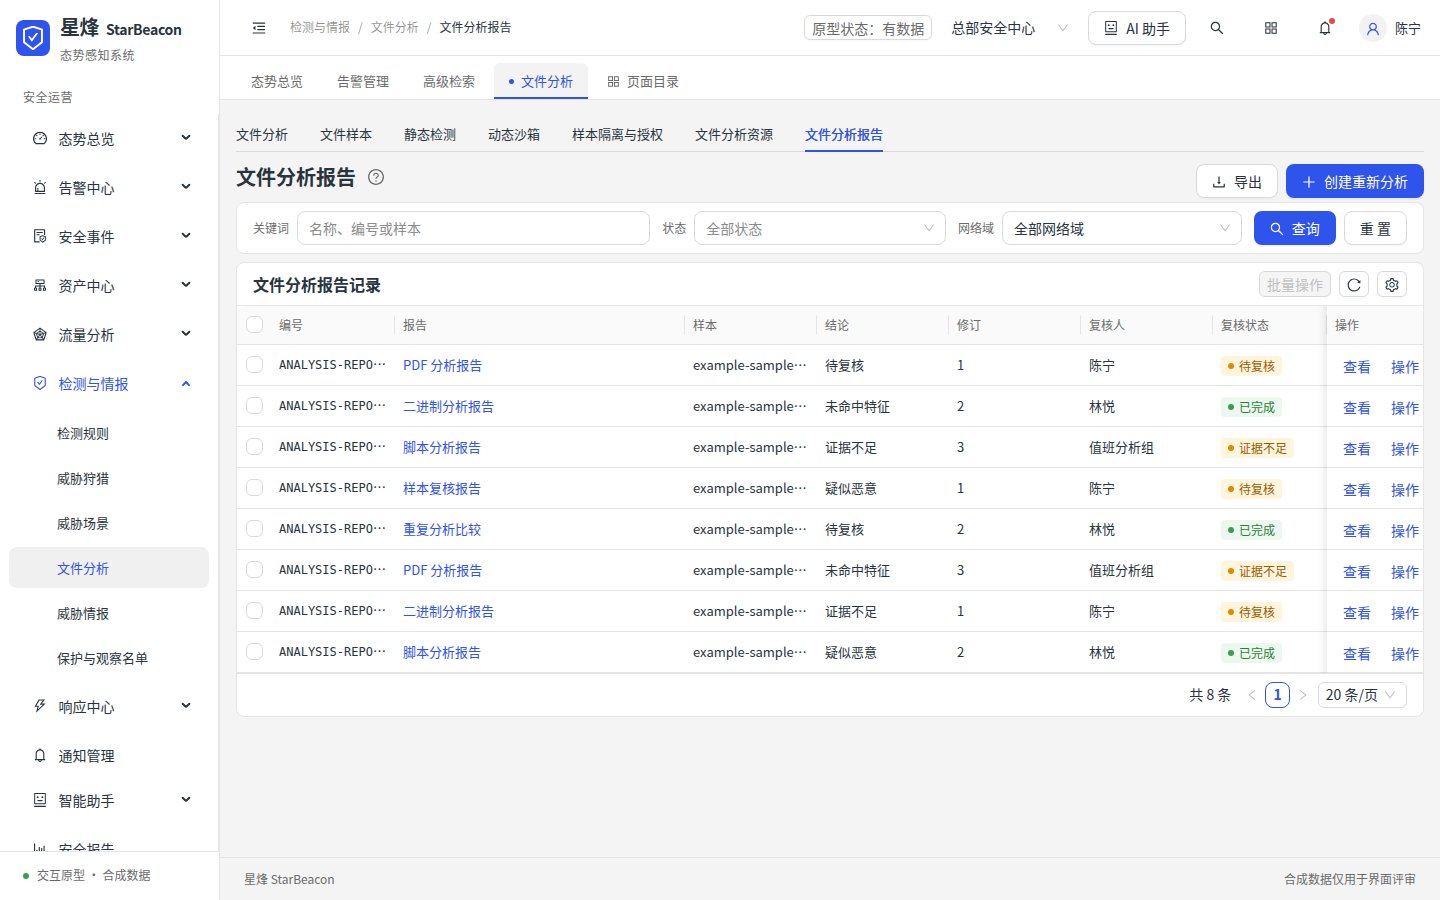 星烽 StarBeacon
态势感知系统
安全运营
态势总览
告警中心
安全事件
资产中心
流量分析
检测与情报
检测规则
威胁狩猎
威胁场景
文件分析
威胁情报
保护与观察名单
响应中心
通知管理
智能助手
安全报告
交互原型 · 合成数据
检测与情报 / 文件分析 / 文件分析报告
原型状态：有数据
总部安全中心
AI 助手
陈宁
态势总览 告警管理 高级检索 文件分析 页面目录
文件分析 文件样本 静态检测 动态沙箱 样本隔离与授权 文件分析资源 文件分析报告
文件分析报告
导出 创建重新分析
关键词 名称、编号或样本 状态 全部状态 网络域 全部网络域 查询 重 置
文件分析报告记录
批量操作
编号 报告 样本 结论 修订 复核人 复核状态 操作
ANALYSIS-REPO··· PDF 分析报告 example-sample··· 待复核 1 陈宁 待复核 查看 操作
ANALYSIS-REPO··· 二进制分析报告 example-sample··· 未命中特征 2 林悦 已完成 查看 操作
ANALYSIS-REPO··· 脚本分析报告 example-sample··· 证据不足 3 值班分析组 证据不足 查看 操作
ANALYSIS-REPO··· 样本复核报告 example-sample··· 疑似恶意 1 陈宁 待复核 查看 操作
ANALYSIS-REPO··· 重复分析比较 example-sample··· 待复核 2 林悦 已完成 查看 操作
ANALYSIS-REPO··· PDF 分析报告 example-sample··· 未命中特征 3 值班分析组 证据不足 查看 操作
ANALYSIS-REPO··· 二进制分析报告 example-sample··· 证据不足 1 陈宁 待复核 查看 操作
ANALYSIS-REPO··· 脚本分析报告 example-sample··· 疑似恶意 2 林悦 已完成 查看 操作
共 8 条 1 20 条/页
星烽 StarBeacon
合成数据仅用于界面评审